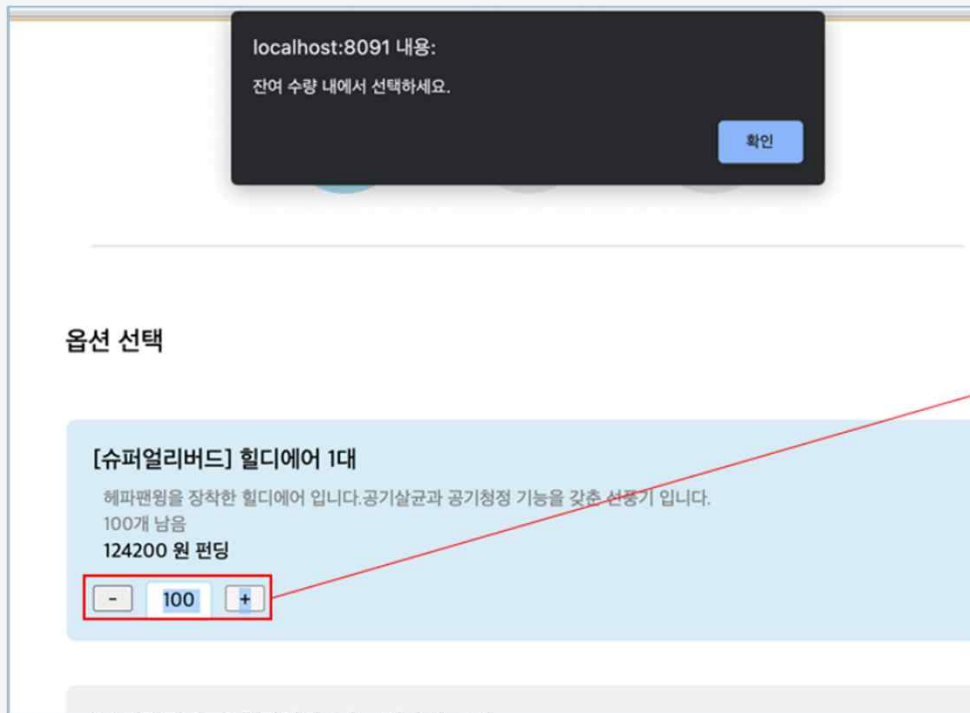 localhost:8091 내용:
잔여 수량 내에서 선택하세요.
확인
옵션 선택
[슈퍼얼리버드] 힐디에어 1대
헤파팬윙을 장착한 힐디에어 입니다.공기살균과 공기청정 기능을 갖춘 선풍기 입니다.
100개 남음
124200 원 펀딩
- 100 +